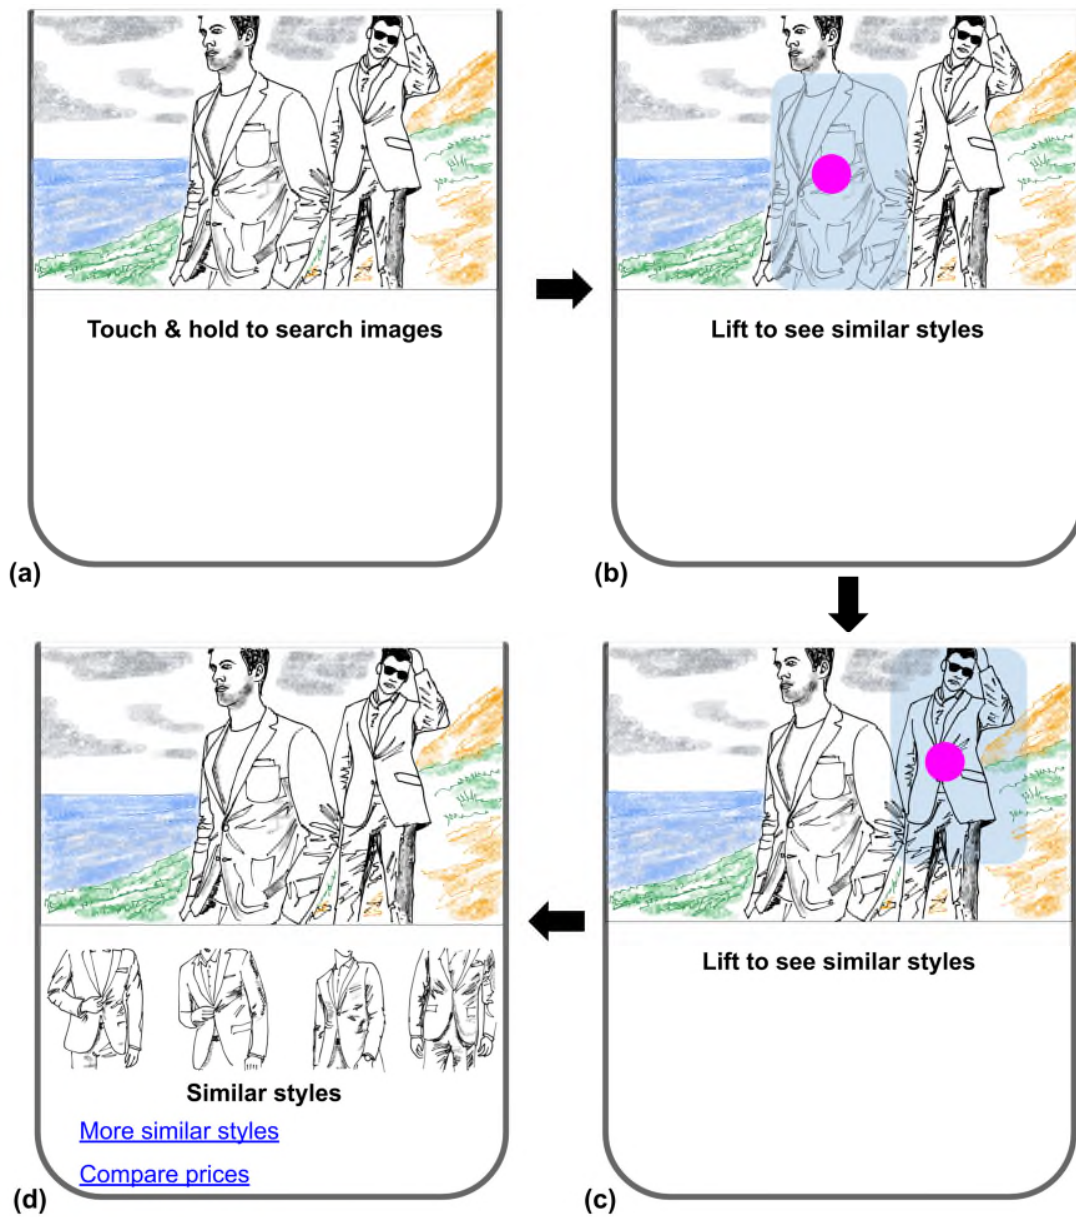 Touch & hold to search images
(a)
Lift to see similar styles
(b)
Lift to see similar styles
(c)
Similar styles
More similar styles
Compare prices
(d)